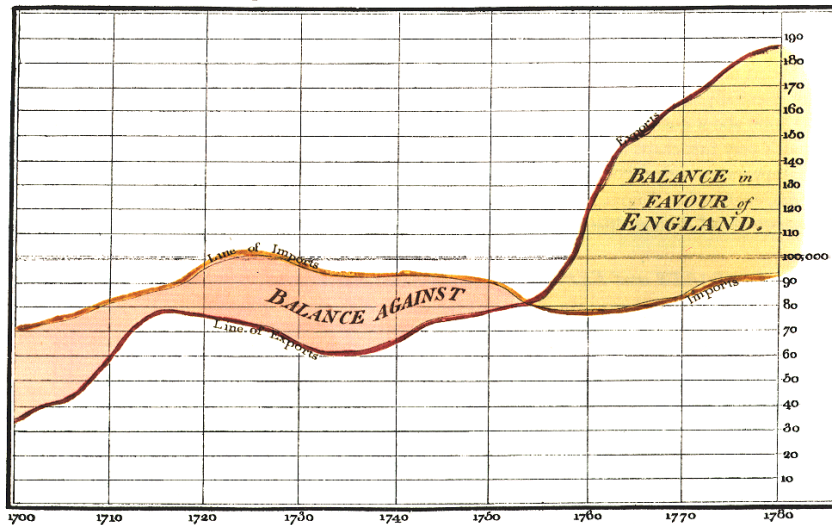 190
180
170
160
Exports
150
140
130
BALANCE in
FAVOUR of
120
ENGLAND.
110
Line of Imports
100,000
90
Imports
BALANCE AGAINST
80
Line of Exports
70
60
50
40
30
20
10
1700 1710 1720 1730 1740 1750 1760 1770 1780